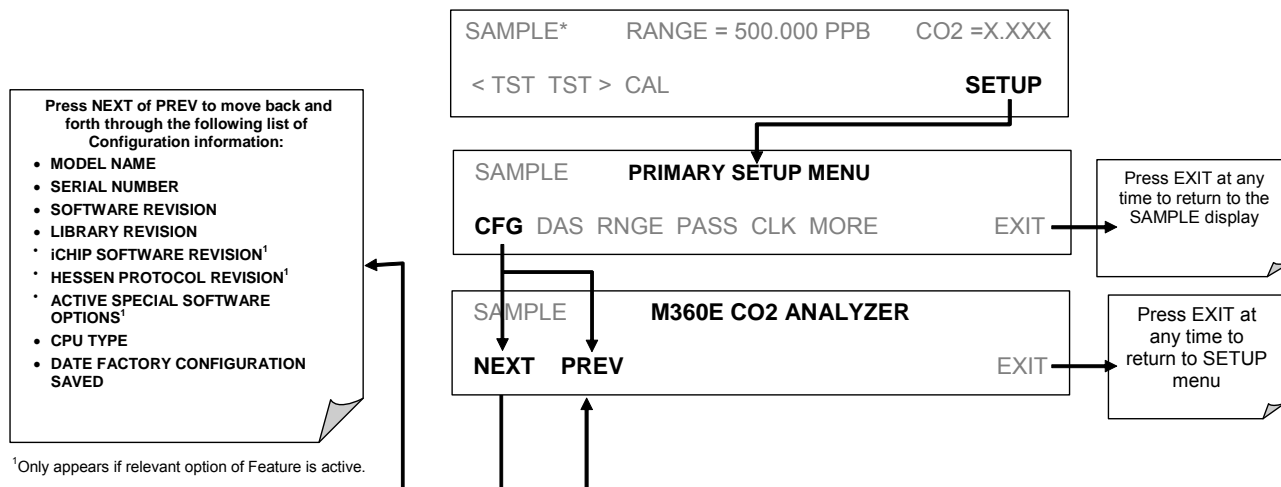 SAMPLE* RANGE = 500.000 PPB CO2 =X.XXX
< TST TST > CAL SETUP
Press NEXT of PREV to move back and
forth through the following list of
Configuration information:
• MODEL NAME
• SERIAL NUMBER
• SOFTWARE REVISION
• LIBRARY REVISION
• iCHIP SOFTWARE REVISION¹
• HESSEN PROTOCOL REVISION¹
• ACTIVE SPECIAL SOFTWARE
OPTIONS¹
• CPU TYPE
• DATE FACTORY CONFIGURATION
SAVED
¹Only appears if relevant option of Feature is active.
SAMPLE PRIMARY SETUP MENU
CFG DAS RNGE PASS CLK MORE EXIT
Press EXIT at any
time to return to the
SAMPLE display
SAMPLE M360E CO2 ANALYZER
NEXT PREV EXIT
Press EXIT at
any time to
return to SETUP
menu